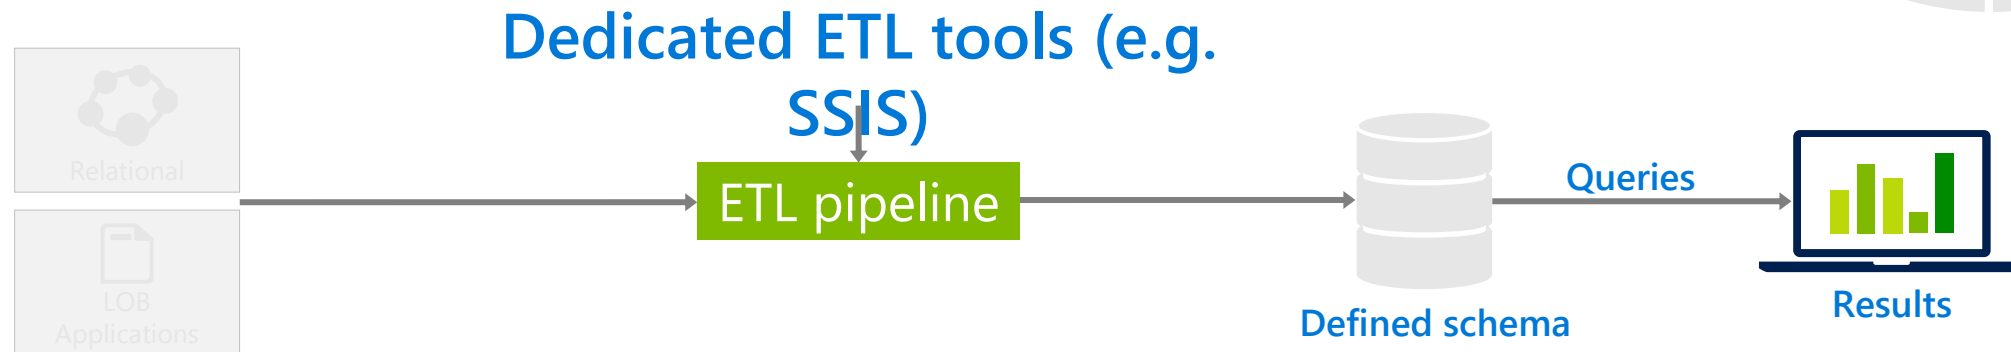 Dedicated ETL tools (e.g.
SSIS)
Relational
ETL pipeline
Queries
LOB
Applications
Defined schema
Results